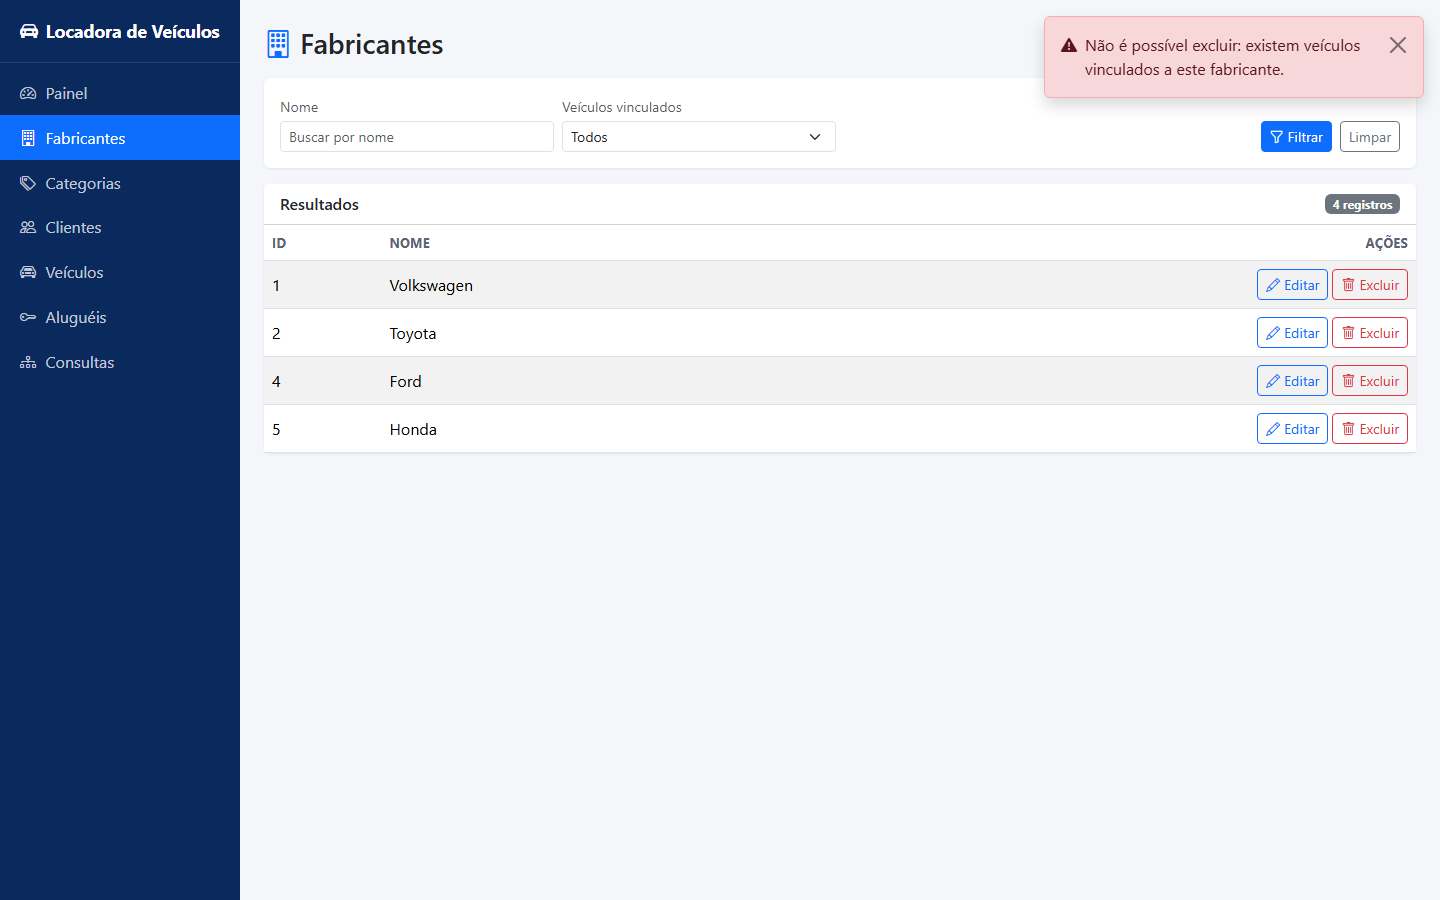 Locadora de Veículos
Painel
Fabricantes
Categorias
Clientes
Veículos
Aluguéis
Consultas
Fabricantes
Não é possível excluir: existem veículos
vinculados a este fabricante.
Nome
Veículos vinculados
Buscar por nome
Todos
Filtrar
Limpar
Resultados
4 registros
ID NOME AÇÕES
1 Volkswagen Editar Excluir
2 Toyota Editar Excluir
4 Ford Editar Excluir
5 Honda Editar Excluir